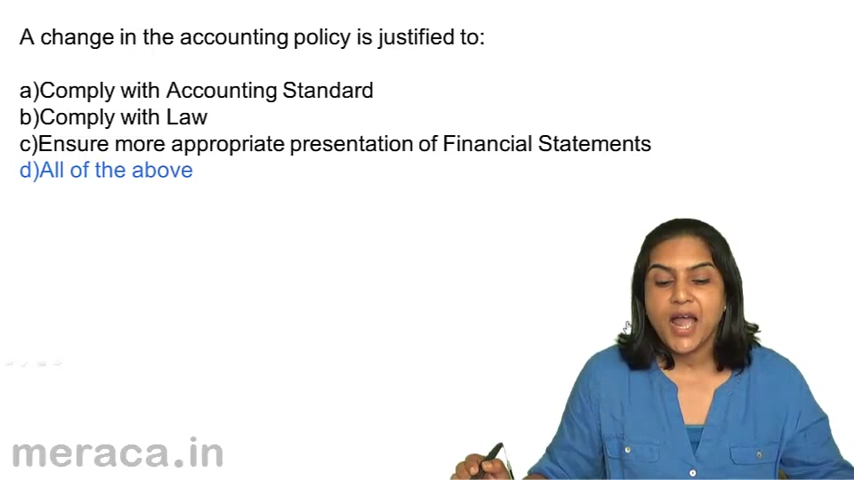 A change in the accounting policy is justified to:
a)Comply with Accounting Standard
b)Comply with Law
c)Ensure more appropriate presentation of Financial Statements
d)All of the above
meraca.in